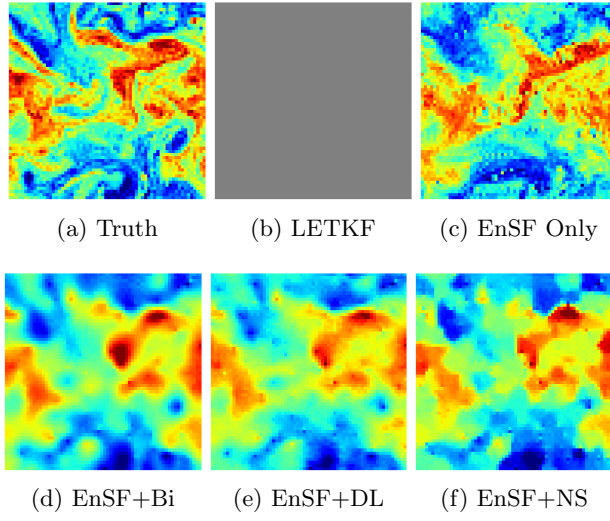 (a) Truth
(b) LETKF
(c) EnSF Only
(d) EnSF+Bi
(e) EnSF+DL
(f) EnSF+NS